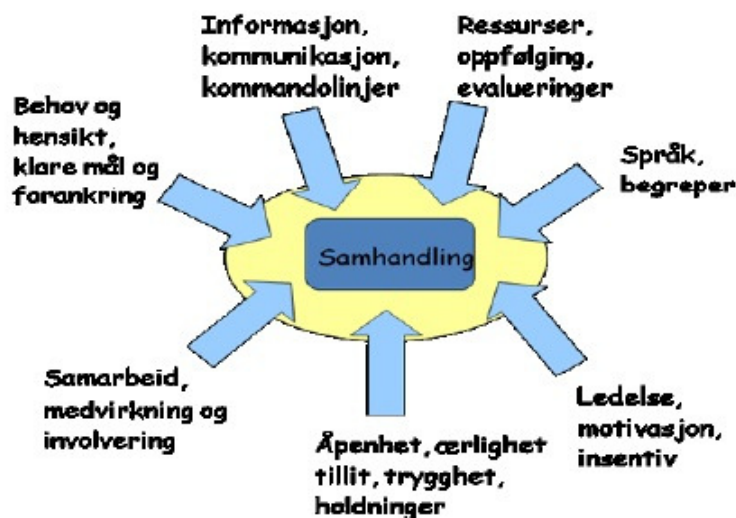 Informasjon,
kommunikasjon,
kommandolinjer
Ressurser,
oppfølging,
evalueringer
Behov og
hensikt,
klare mål og
forankring
Språk,
begreper
Samhandling
Samarbeid,
medvirkning og
involvering
Åpenhet, ærlighet
tillit, trygghet,
holdninger
Ledelse,
motivasjon,
insentiv